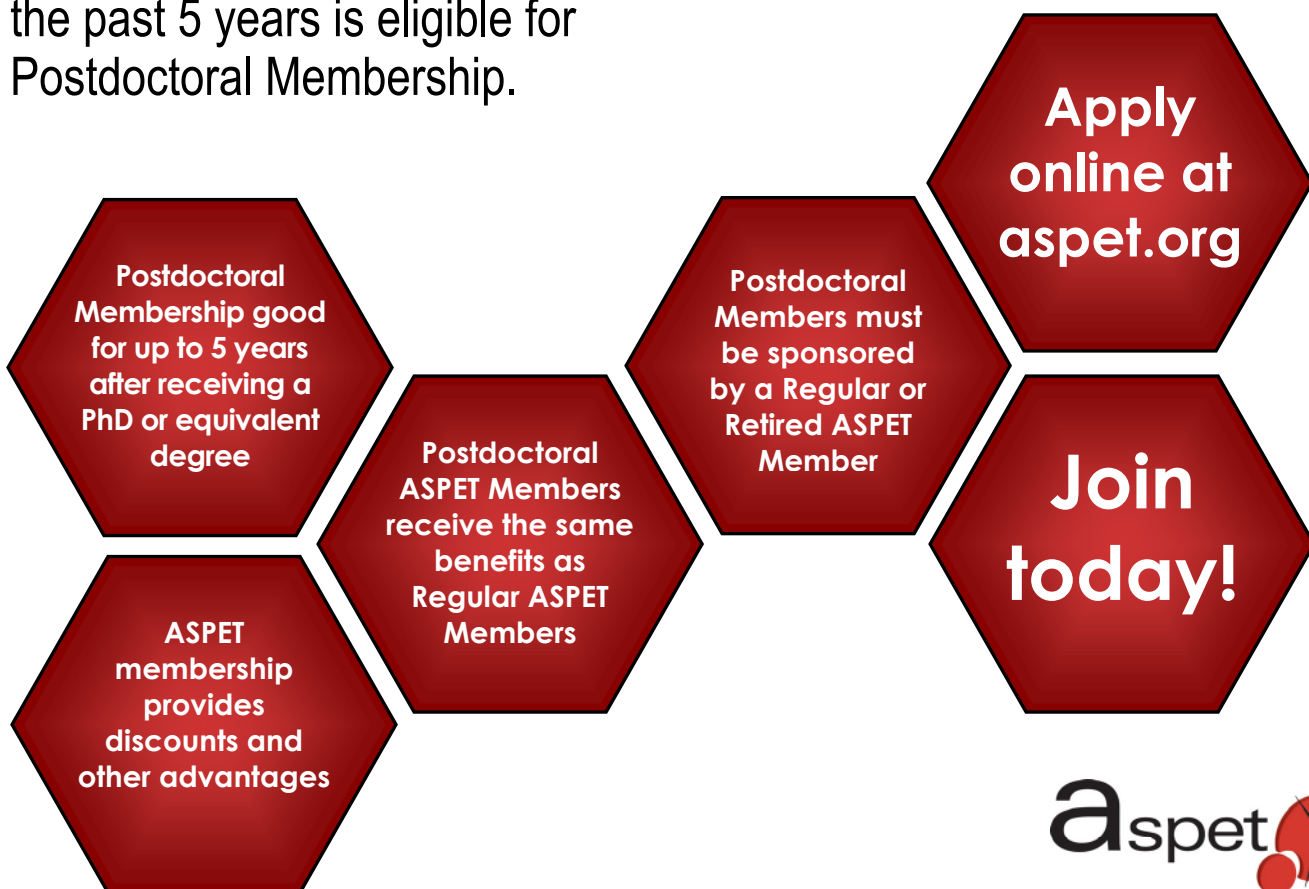 the past 5 years is eligible for
Postdoctoral Membership.
Apply
online at
aspet.org
Postdoctoral
Membership good
for up to 5 years
after receiving a
PhD or equivalent
degree
Postdoctoral
Members must
be sponsored
by a Regular or
Retired ASPET
Member
Postdoctoral
ASPET Members
receive the same
benefits as
Regular ASPET
Members
Join
today!
ASPET
membership
provides
discounts and
other advantages
aspet